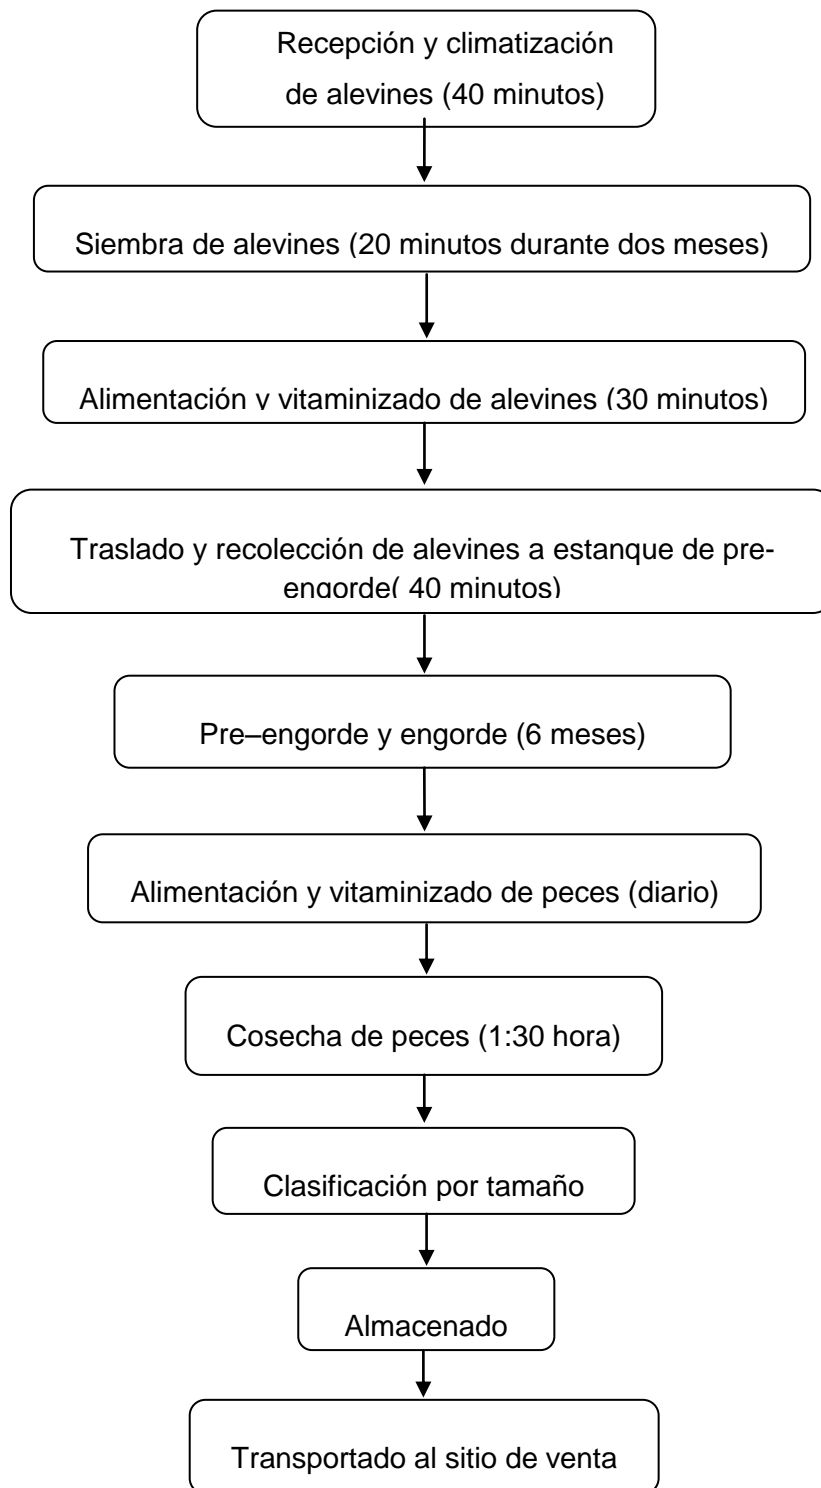 Recepción y climatización
de alevines (40 minutos)
Siembra de alevines (20 minutos durante dos meses)
Alimentación y vitaminizado de alevines (30 minutos)
Traslado y recolección de alevines a estanque de pre-
engorde( 40 minutos)
Pre–engorde y engorde (6 meses)
Alimentación y vitaminizado de peces (diario)
Cosecha de peces (1:30 hora)
Clasificación por tamaño
Almacenado
Transportado al sitio de venta